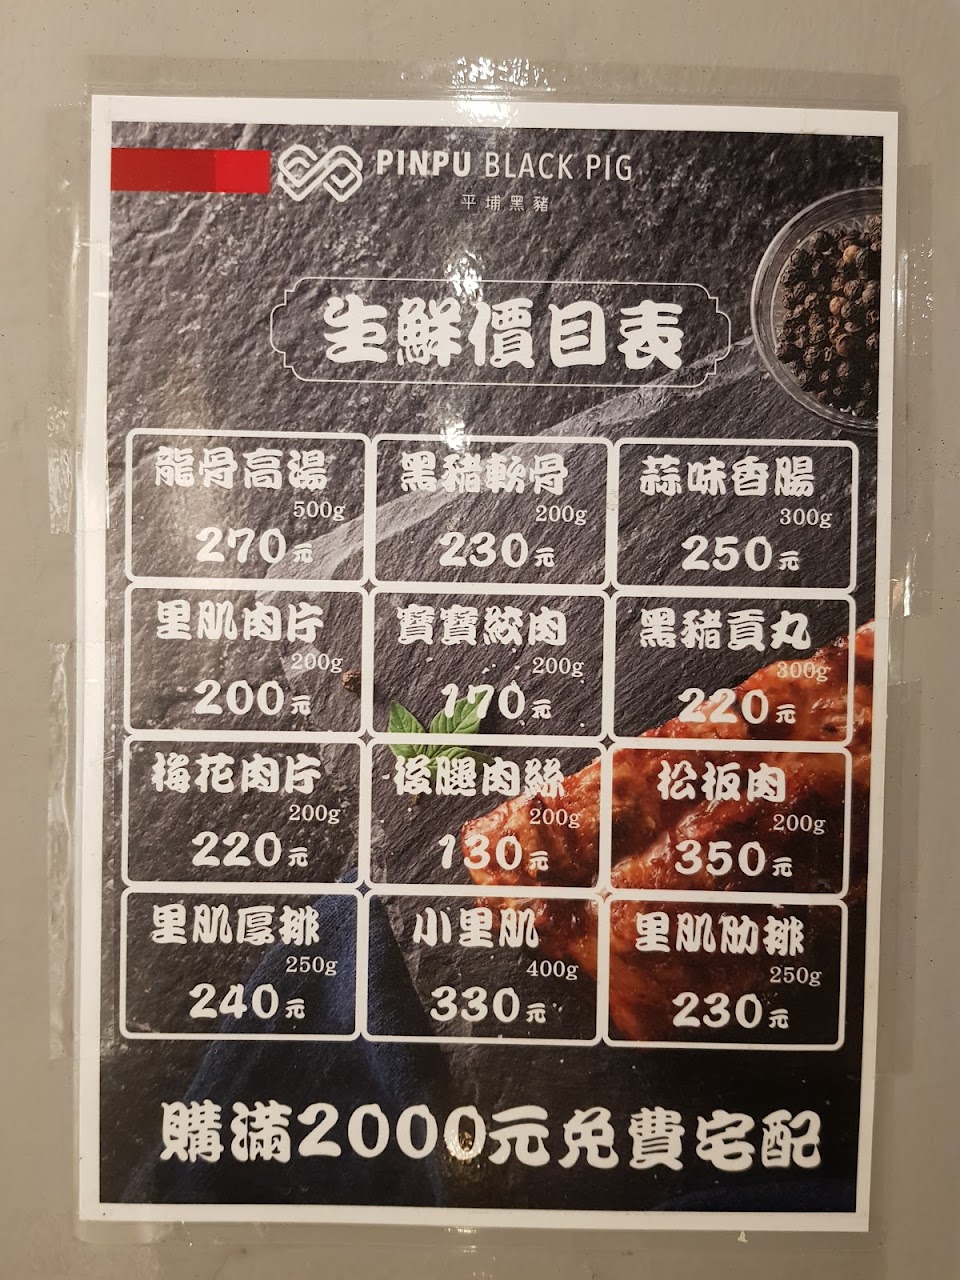 PINPU BLACK PIG
平埔黑豬
生鮮價目表
龍骨高湯
500g
270元
黑豬軟骨
200g
230元
蒜味香腸
300g
250元
里肌肉片
200g
200元
寶寶絞肉
200g
170元
黑豬貢丸
300g
220元
梅花肉片
200g
220元
後腿肉絲
200g
130元
松板肉
200g
350元
里肌厚排
250g
240元
小里肌
400g
330元
里肌肋排
250g
230元
購滿2000元免費宅配